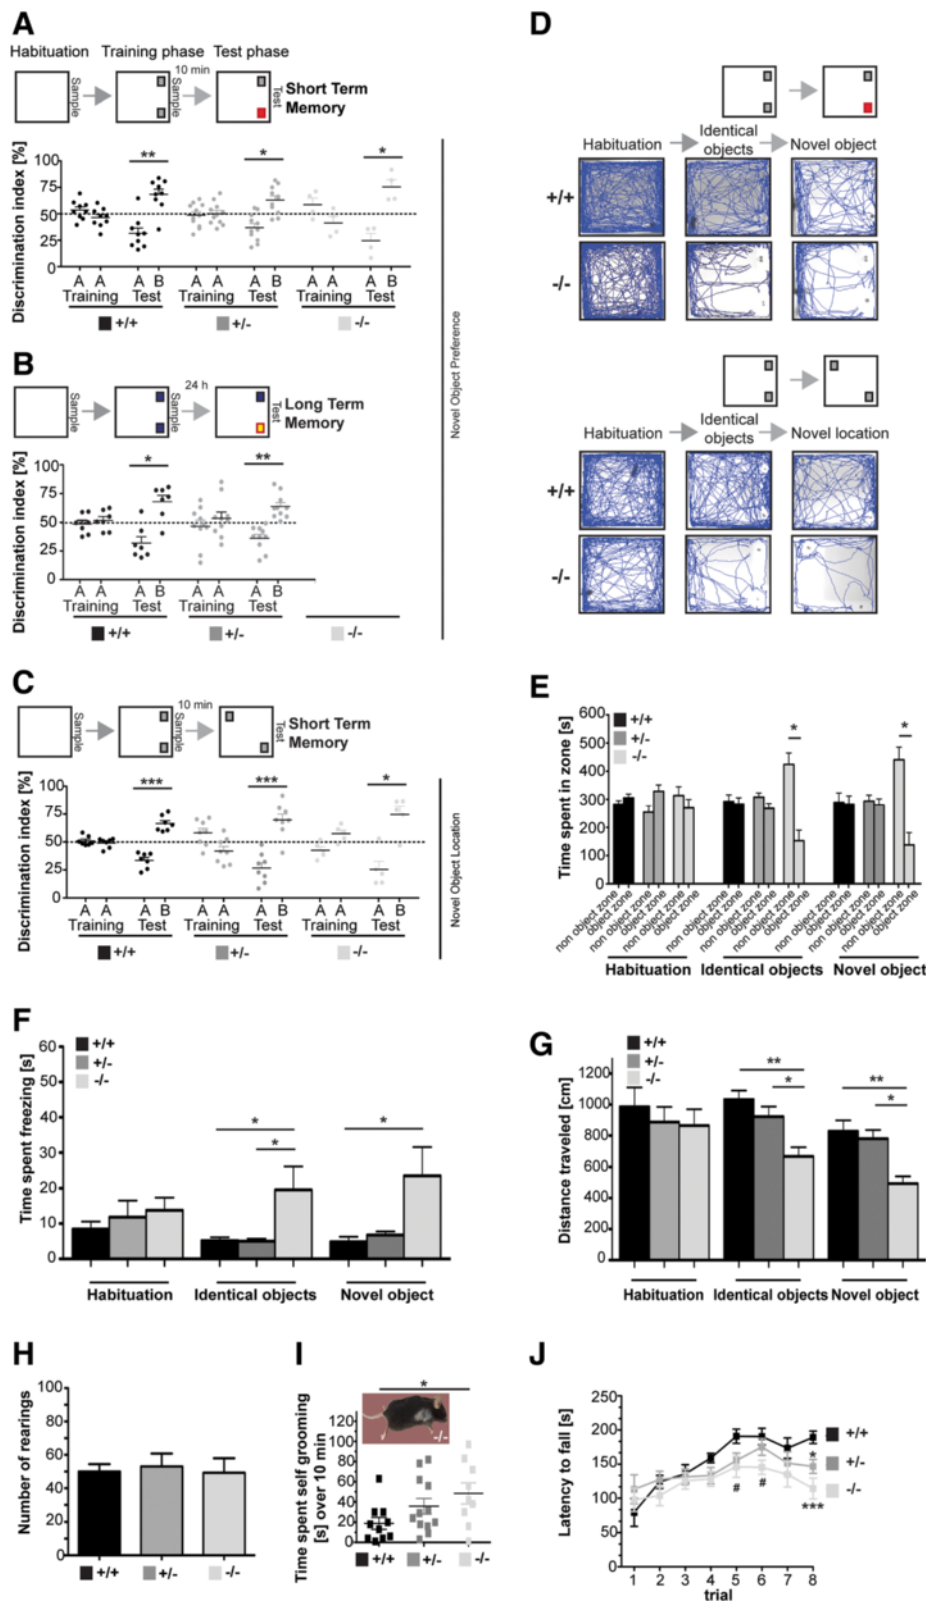 A
Habituation Training phase Test phase
10 min
Sample
Sample
Test
Short Term
Memory
Discrimination index [%]
100
75
50
25
0
** * *
A A A B A A A B A A A B
Training Test Training Test Training Test
+/+ +/- -/-
B
24 h
Sample
Sample
Test
Long Term
Memory
Discrimination index [%]
100
75
50
25
0
* **
A A A B A A A B
Training Test Training Test
+/+ +/- -/-
Novel Object Preference
C
10 min
Sample
Sample
Test
Short Term
Memory
Discrimination index [%]
100
75
50
25
0
*** *** *
A A A B A A A B A A A B
Training Test Training Test Training Test
+/+ +/- -/-
Novel Object Location
D
Habituation
Identical
objects
Novel object
+/+
-/-
Habituation
Identical
objects
Novel location
+/+
-/-
E
Time spent in zone [s]
600
400
300
200
100
0
+/+
+/-
-/-
* *
non object zone
object zone
non object zone
object zone
non object zone
object zone
non object zone
object zone
non object zone
object zone
non object zone
object zone
non object zone
object zone
non object zone
object zone
non object zone
object zone
Habituation Identical objects Novel object
F
Time spent freezing [s]
60
50
40
30
20
10
0
+/+
+/-
-/-
* * *
Habituation Identical objects Novel object
G
Distance traveled [cm]
1200
1000
800
600
400
200
0
+/+
+/-
-/-
** * ** *
Habituation Identical objects Novel object
H
Number of rearings
100
80
60
40
20
0
+/+ +/- -/-
I
Time spent self grooming
[s] over 10 min
120
100
80
60
40
20
0
*
-/-
+/+ +/- -/-
J
Latency to fall [s]
250
200
150
100
50
0
+/+
+/-
-/-
# # * ***
1 2 3 4 5 6 7 8
trial